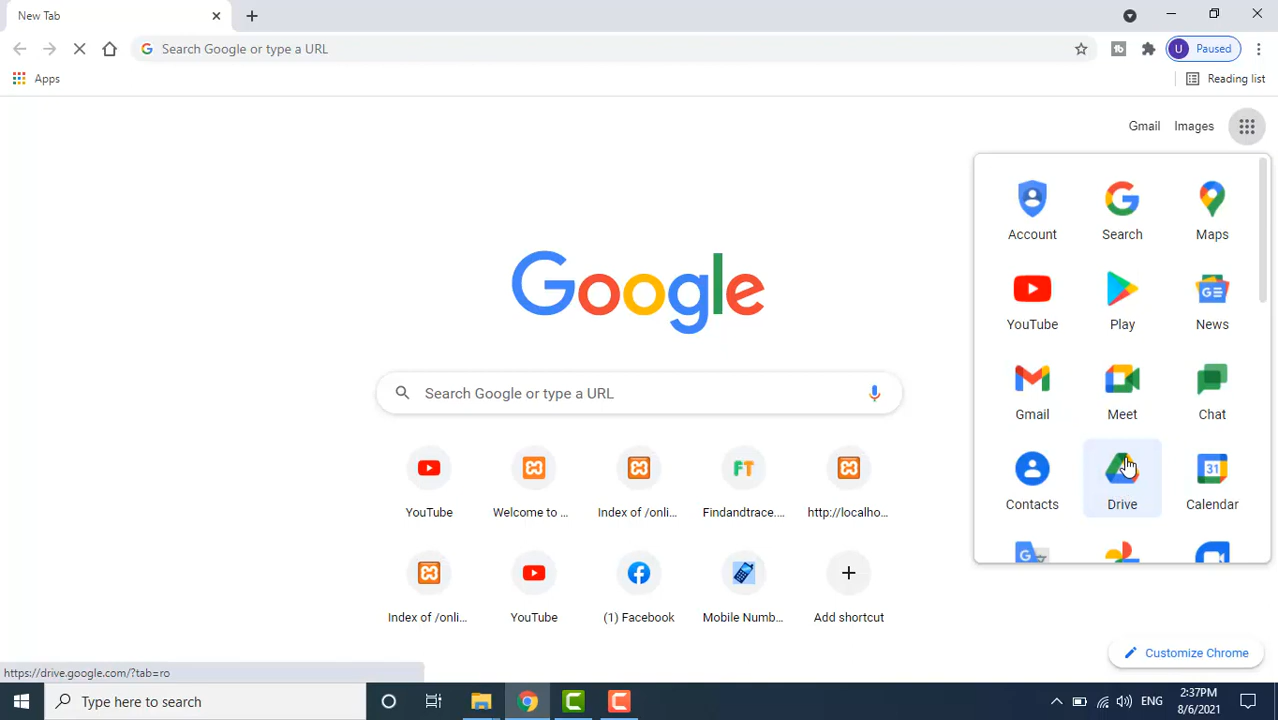 New Tab
Search Google or type a URL
U Paused
Apps
Reading list
Gmail Images
Account Search Maps
YouTube Play News
Gmail Meet Chat
31
Contacts Drive Calendar
Google
Search Google or type a URL
FT
YouTube Welcome to ... Index of /onli... Findandtrace.... http://localho...
Index of /onli... YouTube (1) Facebook Mobile Numb... Add shortcut
Customize Chrome
https://drive.google.com/?tab=ro
Type here to search
ENG
2:37PM
8/6/2021